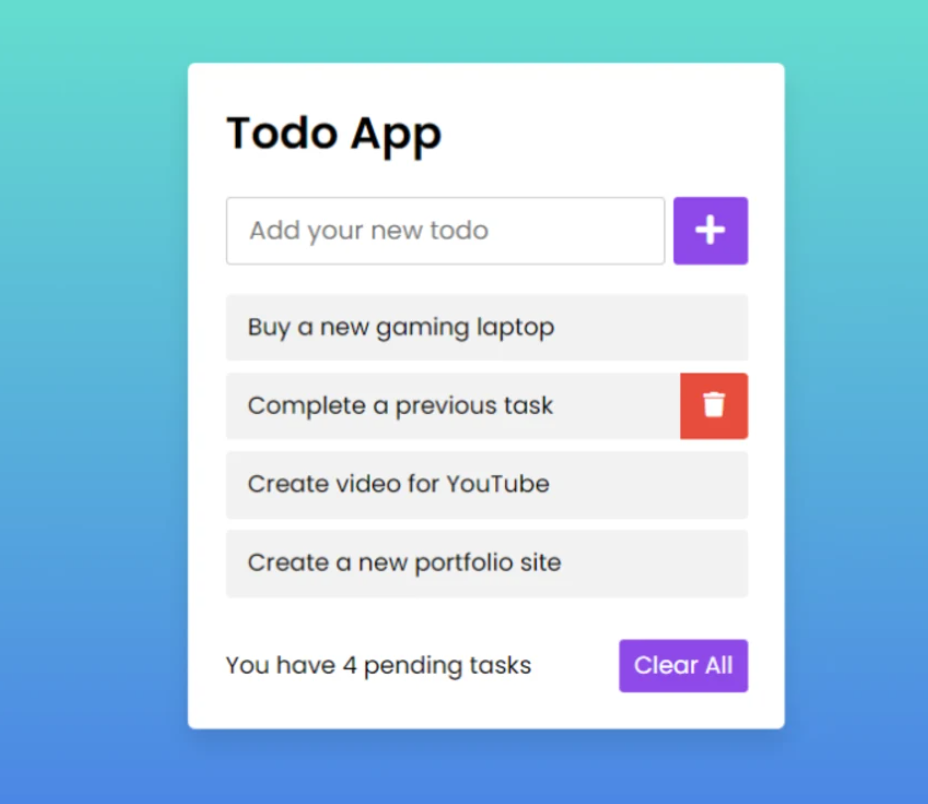 Todo App
Add your new todo
Buy a new gaming laptop
Complete a previous task
Create video for YouTube
Create a new portfolio site
You have 4 pending tasks
Clear All